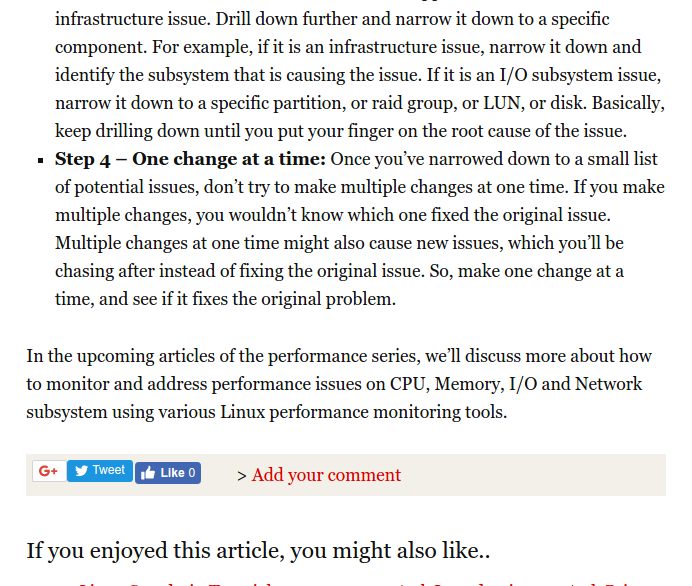 infrastructure issue. Drill down further and narrow it down to a specific
component. For example, if it is an infrastructure issue, narrow it down and
identify the subsystem that is causing the issue. If it is an I/O subsystem issue,
narrow it down to a specific partition, or raid group, or LUN, or disk. Basically,
keep drilling down until you put your finger on the root cause of the issue.
▪ Step 4 – One change at a time: Once you’ve narrowed down to a small list
of potential issues, don’t try to make multiple changes at one time. If you make
multiple changes, you wouldn’t know which one fixed the original issue.
Multiple changes at one time might also cause new issues, which you’ll be
chasing after instead of fixing the original issue. So, make one change at a
time, and see if it fixes the original problem.
In the upcoming articles of the performance series, we’ll discuss more about how
to monitor and address performance issues on CPU, Memory, I/O and Network
subsystem using various Linux performance monitoring tools.
G+ Tweet Like 0 > Add your comment
If you enjoyed this article, you might also like..